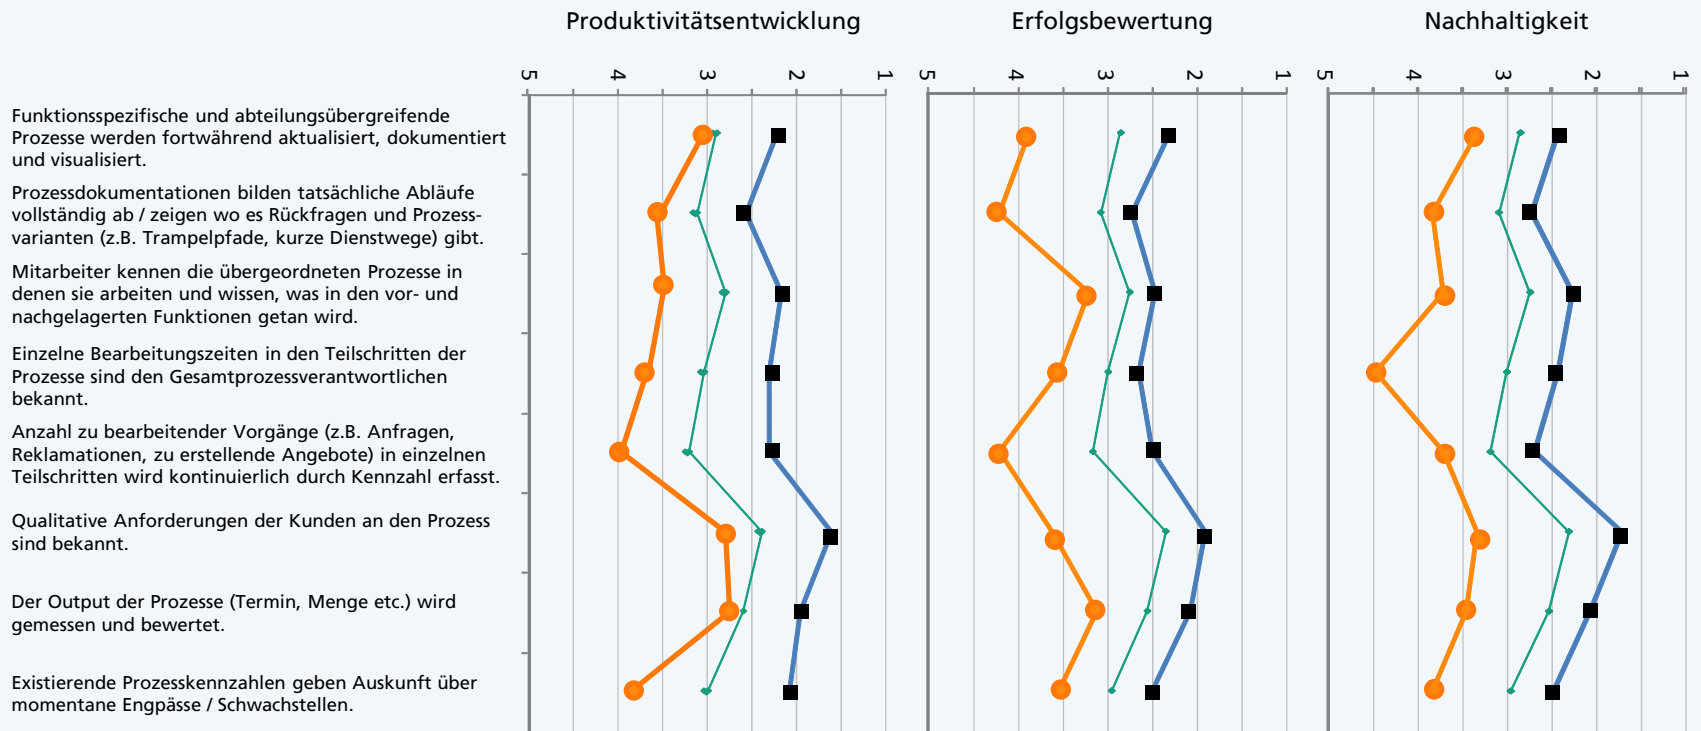 Produktivitätsentwicklung
Erfolgsbewertung
Nachhaltigkeit
5 4 3 2 1
5 4 3 2 1
5 4 3 2 1
Funktionsspezifische und abteilungsübergreifende
Prozesse werden fortwährend aktualisiert, dokumentiert
und visualisiert.
Prozessdokumentationen bilden tatsächliche Abläufe
vollständig ab / zeigen wo es Rückfragen und Prozess-
varianten (z.B. Trampelpfade, kurze Dienstwege) gibt.
Mitarbeiter kennen die übergeordneten Prozesse in
denen sie arbeiten und wissen, was in den vor- und
nachgelagerten Funktionen getan wird.
Einzelne Bearbeitungszeiten in den Teilschritten der
Prozesse sind den Gesamtprozessverantwortlichen
bekannt.
Anzahl zu bearbeitender Vorgänge (z.B. Anfragen,
Reklamationen, zu erstellende Angebote) in einzelnen
Teilschritten wird kontinuierlich durch Kennzahl erfasst.
Qualitative Anforderungen der Kunden an den Prozess
sind bekannt.
Der Output der Prozesse (Termin, Menge etc.) wird
gemessen und bewertet.
Existierende Prozesskennzahlen geben Auskunft über
momentane Engpässe / Schwachstellen.